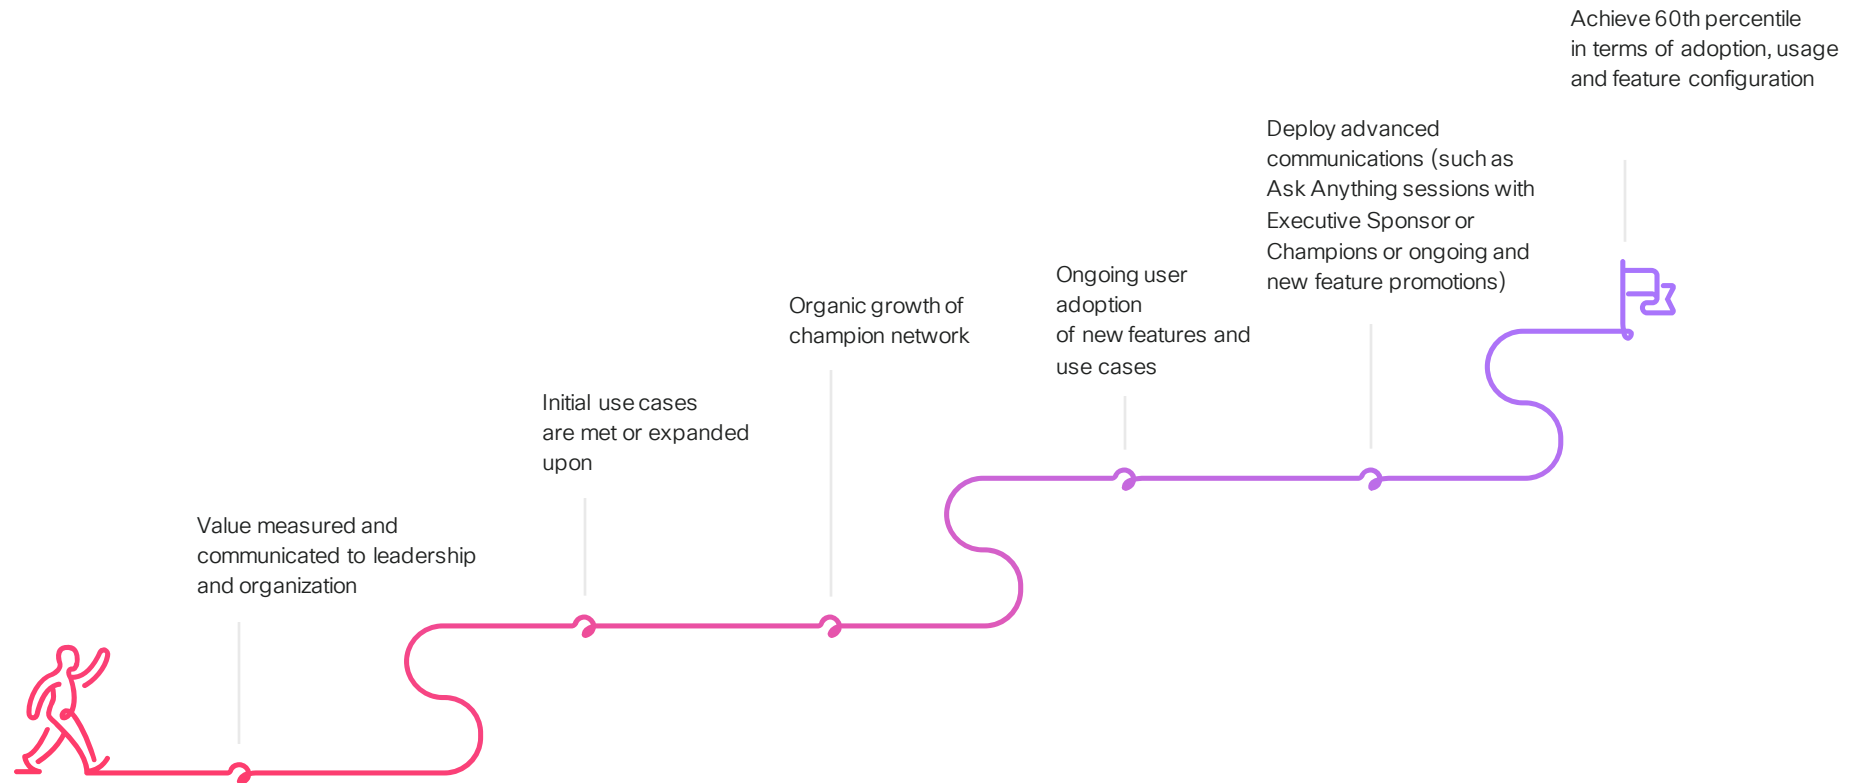 Value measured and
communicated to leadership
and organization
Initial use cases
are met or expanded
upon
Organic growth of
champion network
Ongoing user
adoption
of new features and
use cases
Deploy advanced
communications (such as
Ask Anything sessions with
Executive Sponsor or
Champions or ongoing and
new feature promotions)
Achieve 60th percentile
in terms of adoption, usage
and feature configuration